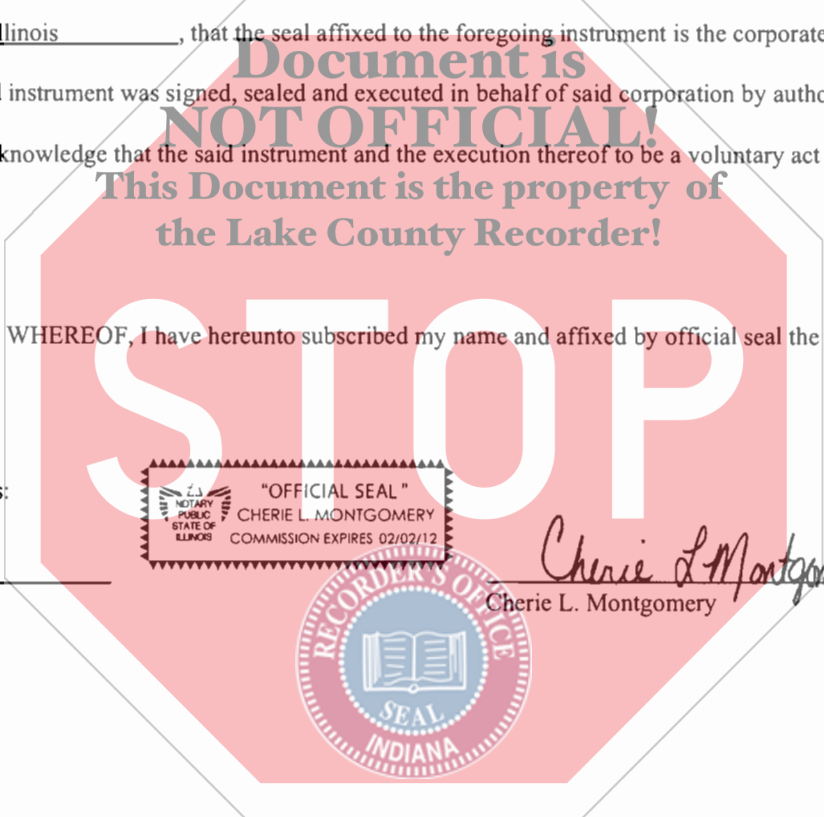 llinois, that the seal affixed to the foregoing instrument is the corporate
Document is
instrument was signed, sealed and executed in behalf of said corporation by autho
NOT OFFICIAL!
knowledge that the said instrument and the execution thereof to be a voluntary act
This Document is the property of
the Lake County Recorder!
WHEREOF, I have hereunto subscribed my name and affixed by official seal the
STOP
s:
"OFFICIAL SEAL"
NOTARY
PUBLIC
STATE OF
ILLINOIS
CHERIE L. MONTGOMERY
COMMISSION EXPIRES 02/02/12
Cherie L Montgom
Cherie L. Montgomery
RECORDER'S OFFICE
SEAL
INDIANA